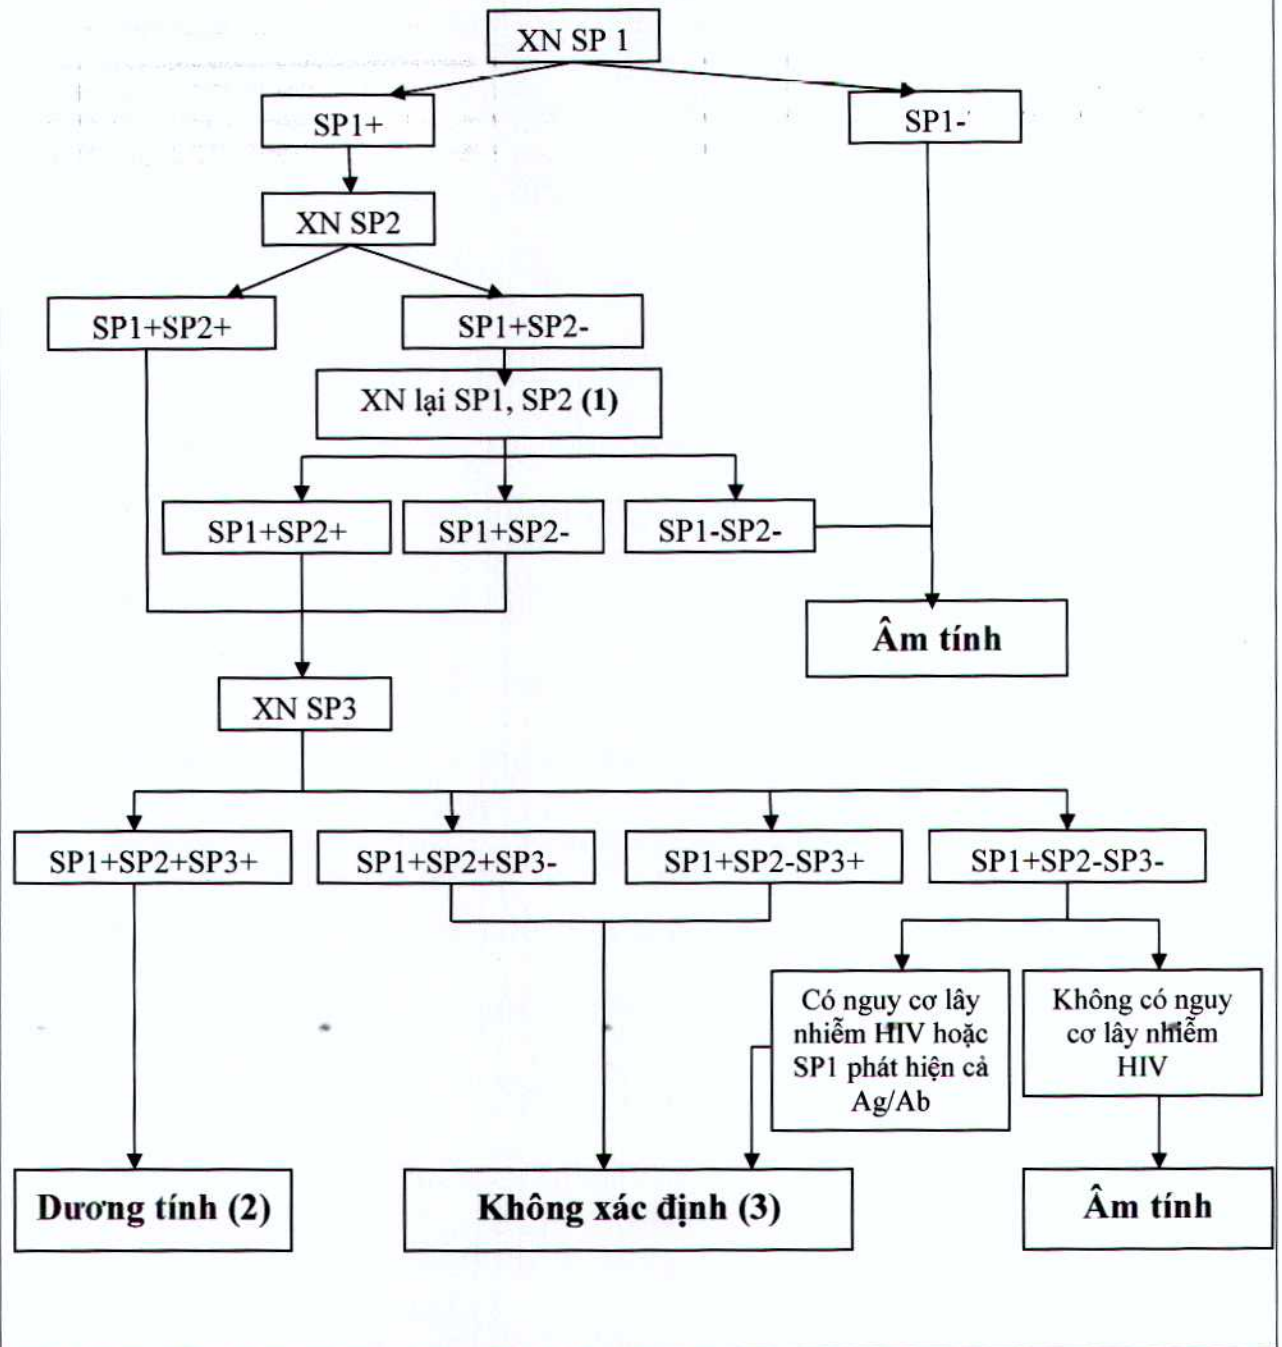 XN SP 1
SP1+
SP1-
XN SP2
SP1+SP2+
SP1+SP2-
XN lại SP1, SP2 (1)
SP1+SP2+
SP1+SP2-
SP1-SP2-
Âm tính
XN SP3
SP1+SP2+SP3+
SP1+SP2+SP3-
SP1+SP2-SP3+
SP1+SP2-SP3-
Có nguy cơ lây
nhiễm HIV hoặc
SP1 phát hiện cả
Ag/Ab
Không có nguy
cơ lây nhiễm
HIV
Dương tính (2)
Không xác định (3)
Âm tính